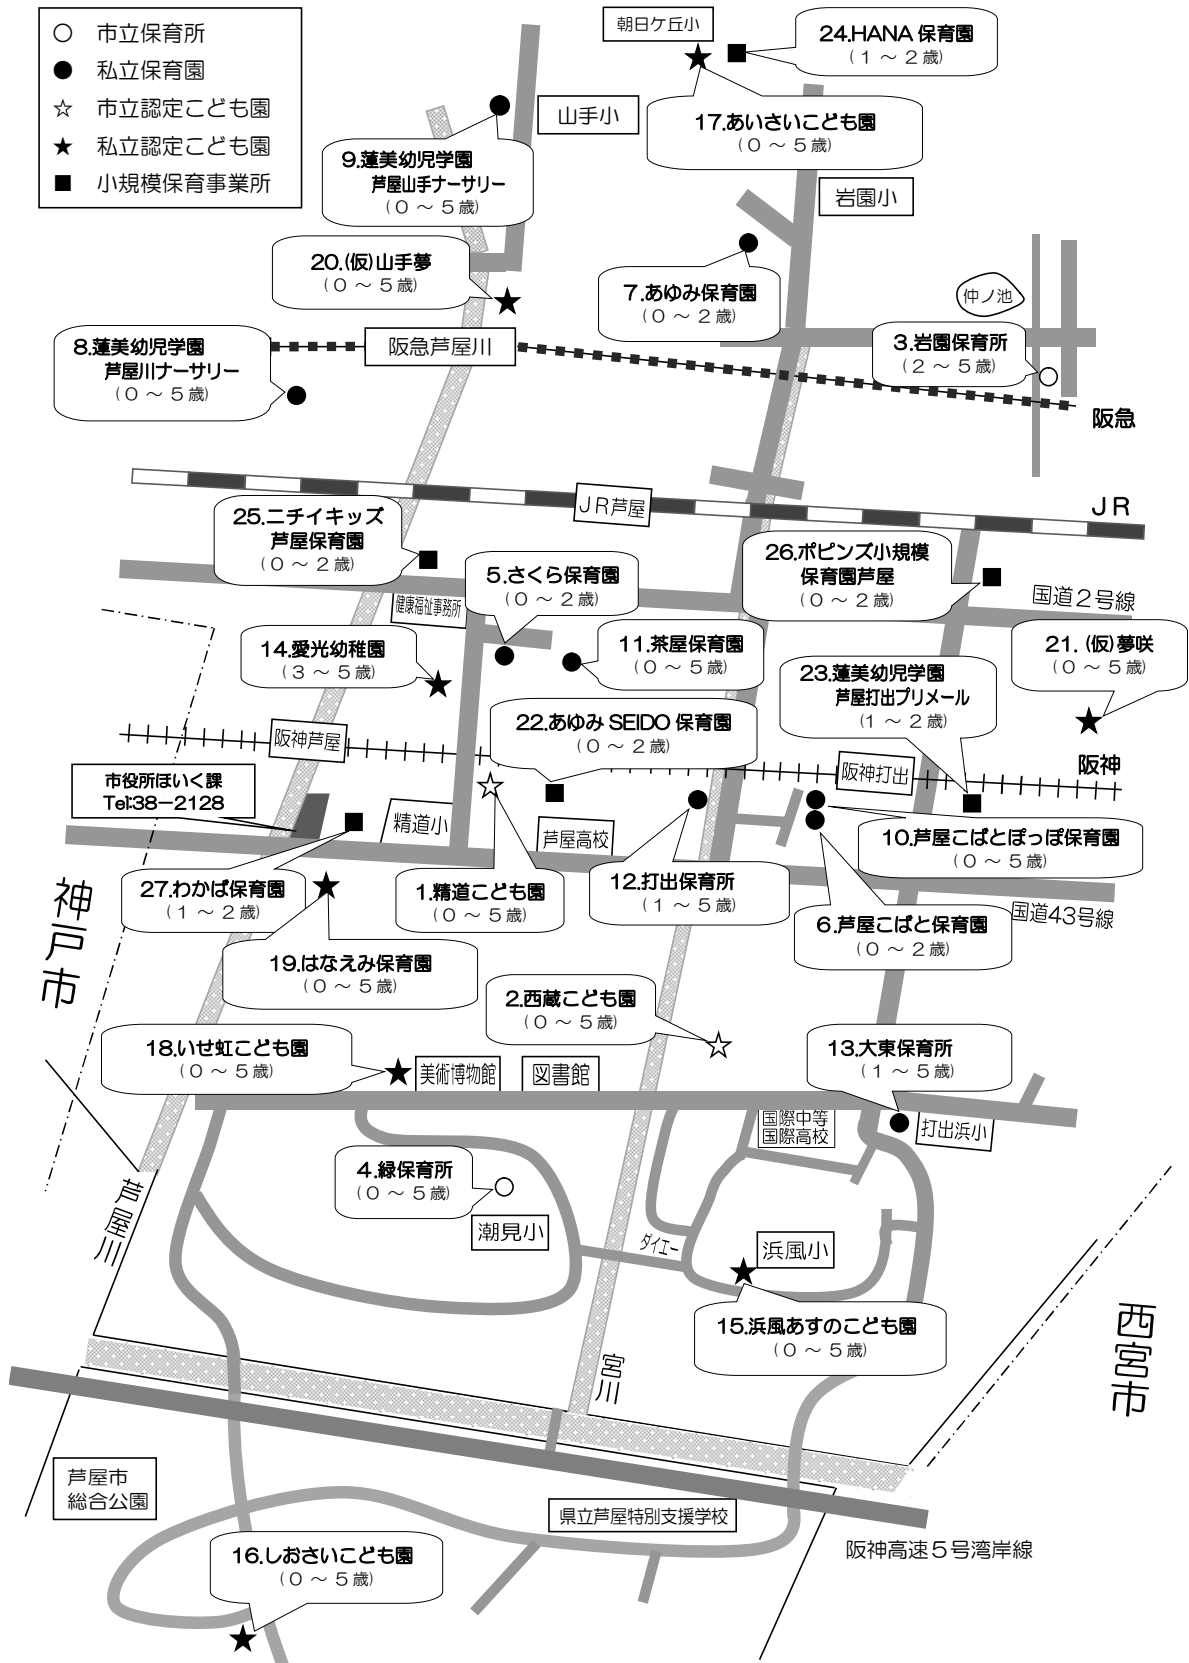 市立保育所
私立保育園
市立認定こども園
私立認定こども園
小規模保育事業所
朝日ケ丘小
24.HANA 保育園
(1 ～ 2 歳)
山手小
17.あいさいこども園
(0 ～ 5 歳)
9.蓮美幼児学園
芦屋山手ナーサリー
(0 ～ 5 歳)
岩園小
20.(仮)山手夢
(0 ～ 5 歳)
7.あゆみ保育園
(0 ～ 2 歳)
仲ノ池
8.蓮美幼児学園
芦屋川ナーサリー
(0 ～ 5 歳)
阪急芦屋川
3.岩園保育所
(2 ～ 5 歳)
阪急
JR芦屋
JR
25.ニチイキッズ
芦屋保育園
(0 ～ 2 歳)
26.ポピンズ小規模
保育園芦屋
(0 ～ 2 歳)
5.さくら保育園
(0 ～ 2 歳)
健康福祉事務所
国道2号線
14.愛光幼稚園
(3 ～ 5 歳)
11.茶屋保育園
(0 ～ 5 歳)
21. (仮)夢咲
(0 ～ 5 歳)
23.蓮美幼児学園
芦屋打出プリメール
(1 ～ 2 歳)
22.あゆみ SEIDO 保育園
(0 ～ 2 歳)
阪神芦屋
阪神打出
阪神
市役所ほいく課
Tel:38－2128
精道小
芦屋高校
10.芦屋こばとぽっぽ保育園
(0 ～ 5 歳)
27.わかば保育園
(1 ～ 2 歳)
1.精道こども園
(0 ～ 5 歳)
12.打出保育所
(1 ～ 5 歳)
国道43号線
6.芦屋こばと保育園
(0 ～ 2 歳)
神戸市
19.はなえみ保育園
(0 ～ 5 歳)
2.西蔵こども園
(0 ～ 5 歳)
18.いせ虹こども園
(0 ～ 5 歳)
美術博物館
図書館
13.大東保育所
(1 ～ 5 歳)
国際中等
国際高校
打出浜小
4.緑保育所
(0 ～ 5 歳)
芦屋川
潮見小
ダイエー
浜風小
15.浜風あすのこども園
(0 ～ 5 歳)
西宮市
宮川
芦屋市
総合公園
県立芦屋特別支援学校
阪神高速5号湾岸線
16.しおさいこども園
(0 ～ 5 歳)